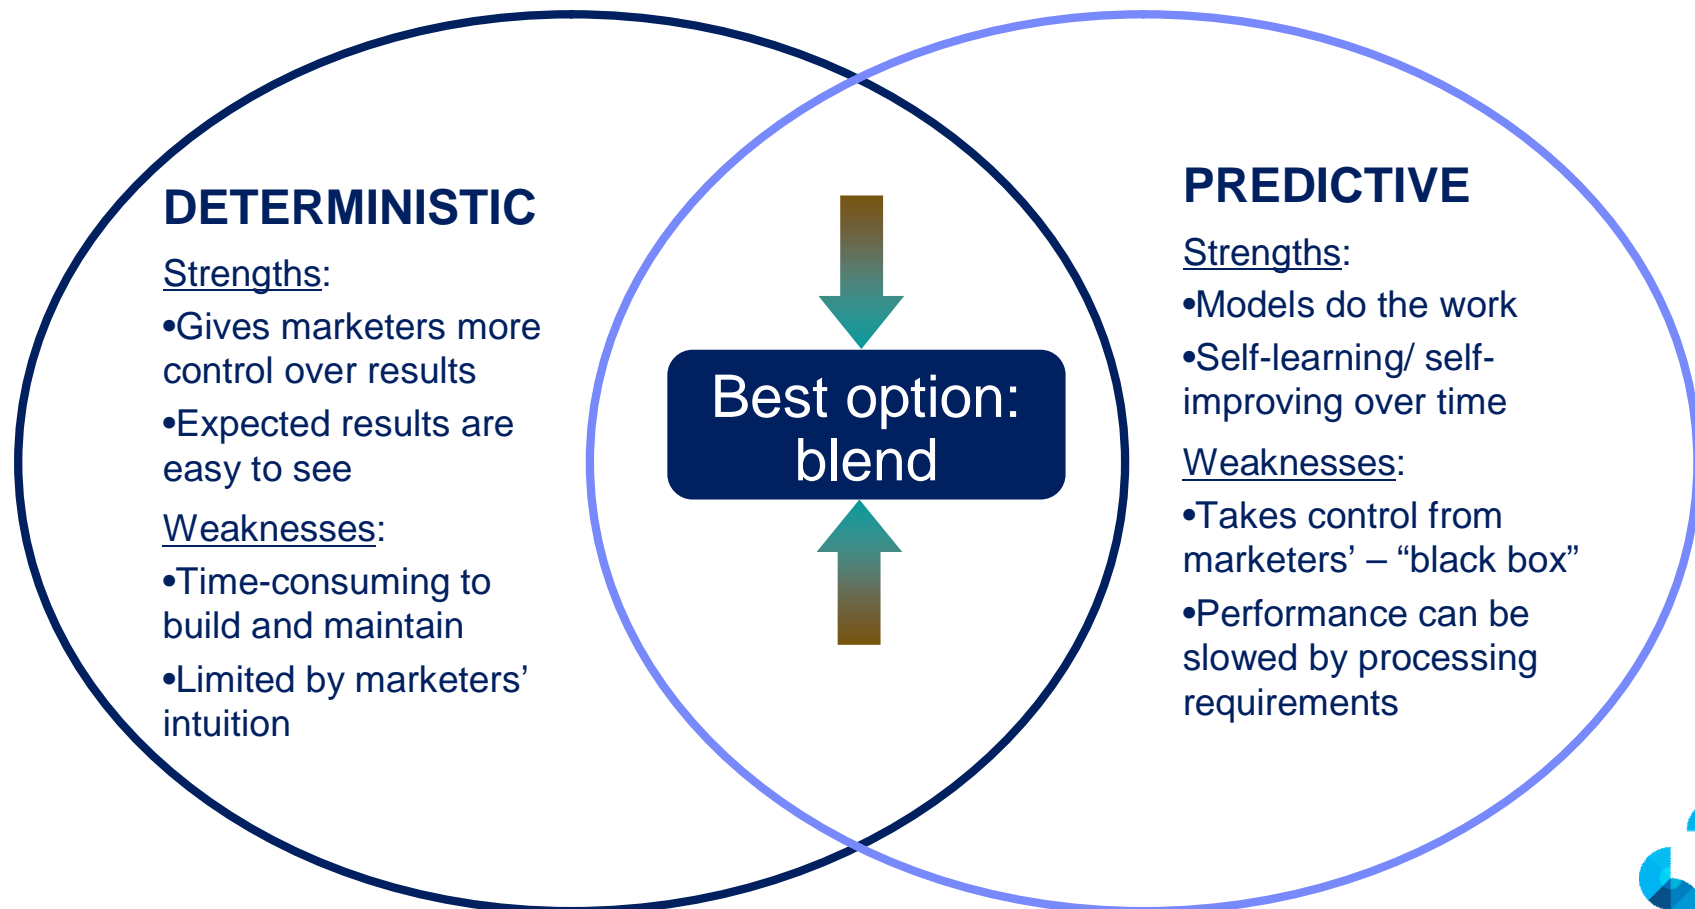 DETERMINISTIC
Strengths:
•Gives marketers more
control over results
•Expected results are
easy to see
Weaknesses:
•Time-consuming to
build and maintain
•Limited by marketers’
intuition
Best option:
blend
PREDICTIVE
Strengths:
•Models do the work
•Self-learning/ self-
improving over time
Weaknesses:
•Takes control from
marketers’ – “black box”
•Performance can be
slowed by processing
requirements